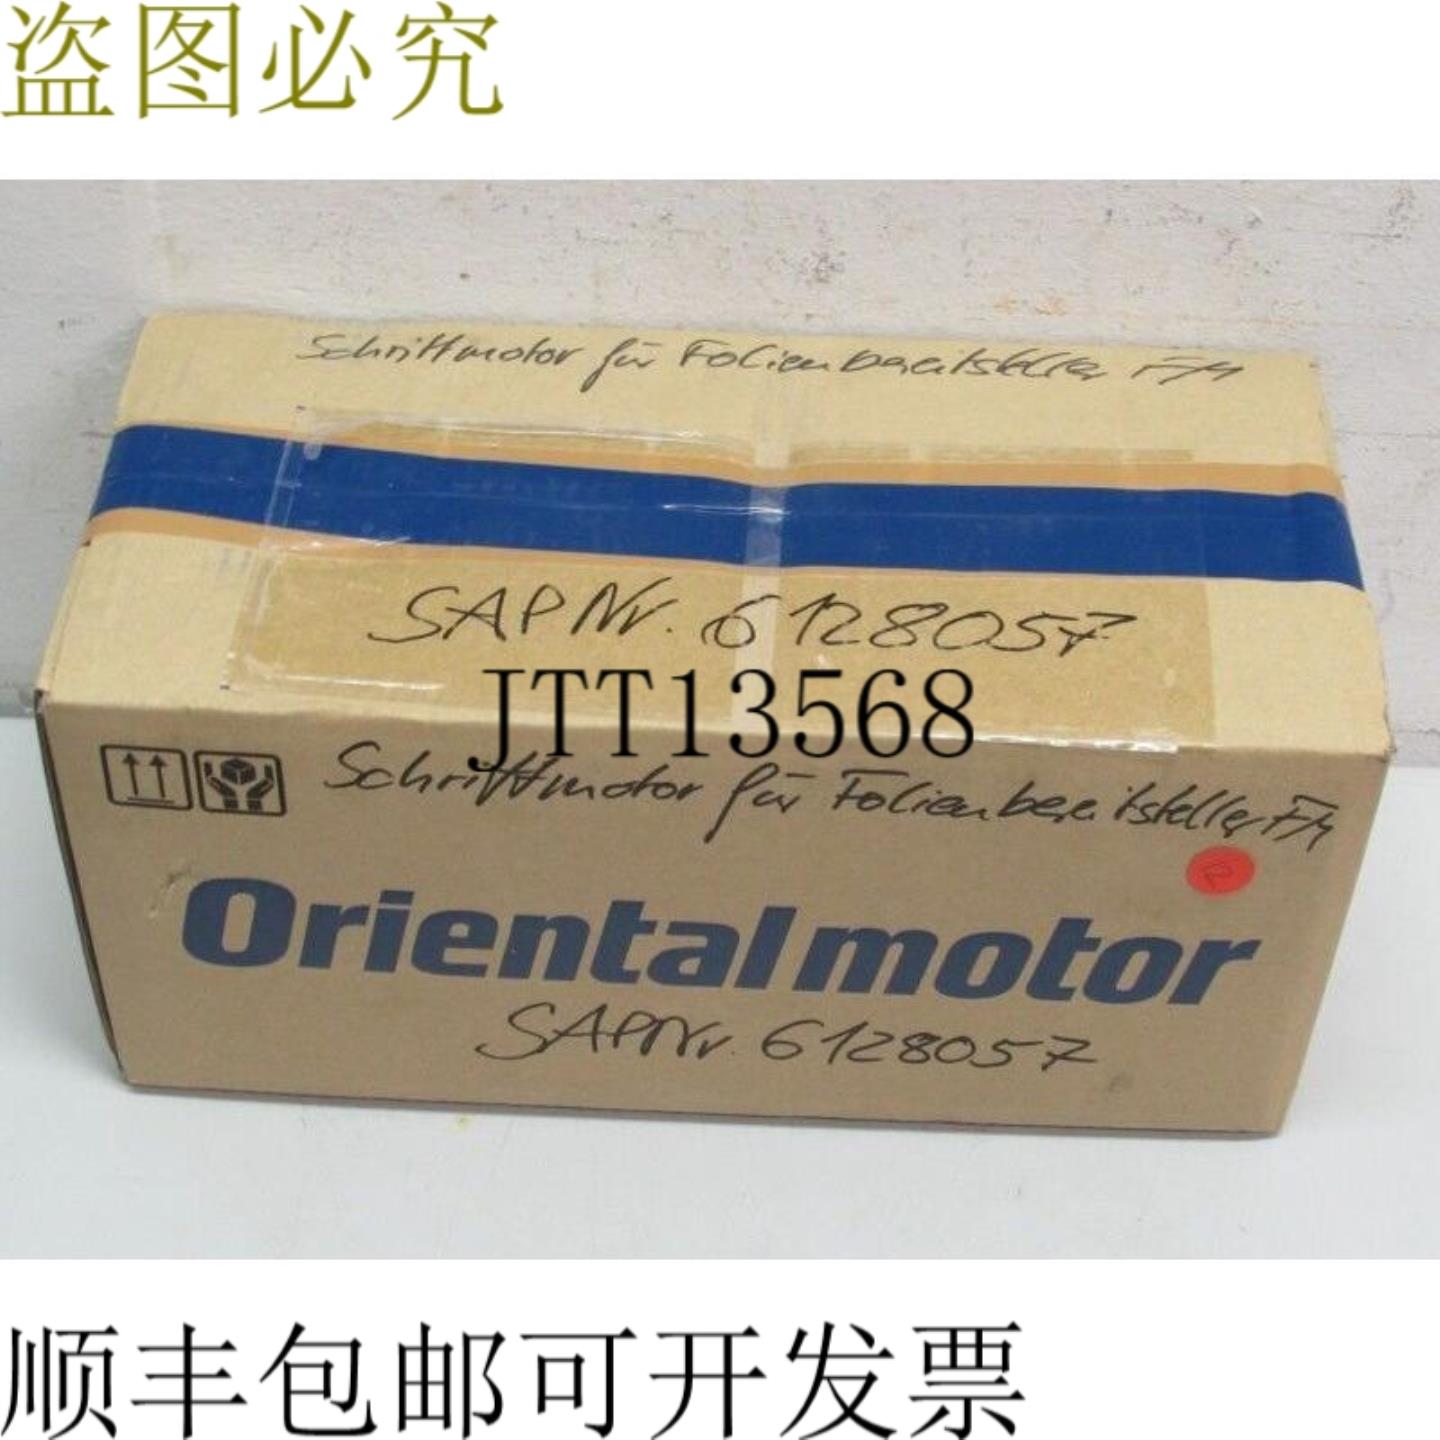 盗图必究
Schrittmotor für Folienbereitsteller F/M
SAP Nr. 6128057
JTT13568
Schrittmotor für Folienbereitsteller F/M
R
Orientalmotor
SAP Nr. 6128057
顺丰包邮可开发票